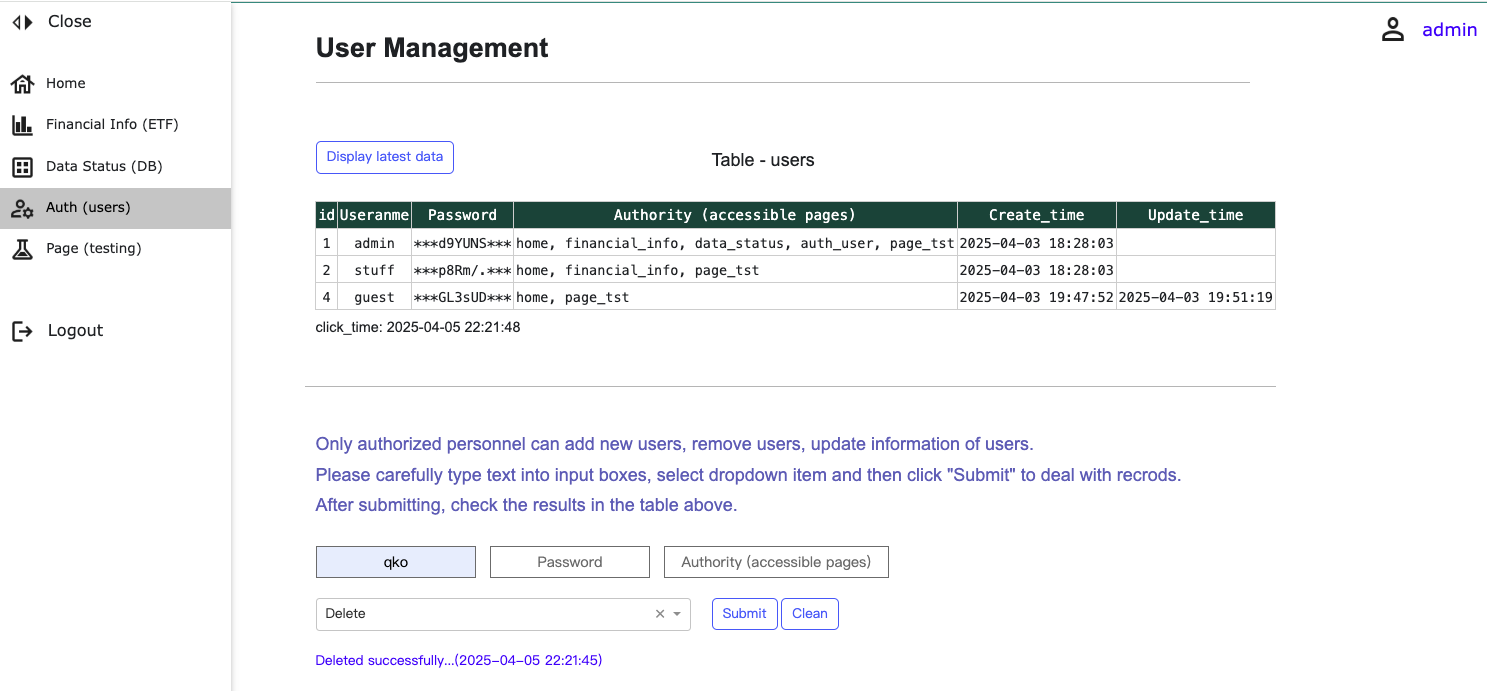 Close
Home
Financial Info (ETF)
Data Status (DB)
Auth (users)
Page (testing)
Logout
admin
User Management
Display latest data
Table - users
id Useranme Password Authority (accessible pages) Create_time Update_time
1 admin ***d9YUNS*** home, financial_info, data_status, auth_user, page_tst 2025-04-03 18:28:03
2 stuff ***p8Rm/.*** home, financial_info, page_tst 2025-04-03 18:28:03
4 guest ***GL3sUD*** home, page_tst 2025-04-03 19:47:52 2025-04-03 19:51:19
click_time: 2025-04-05 22:21:48
Only authorized personnel can add new users, remove users, update information of users.
Please carefully type text into input boxes, select dropdown item and then click "Submit" to deal with recrods.
After submitting, check the results in the table above.
qko Password Authority (accessible pages)
Delete × Submit Clean
Deleted successfully...(2025-04-05 22:21:45)